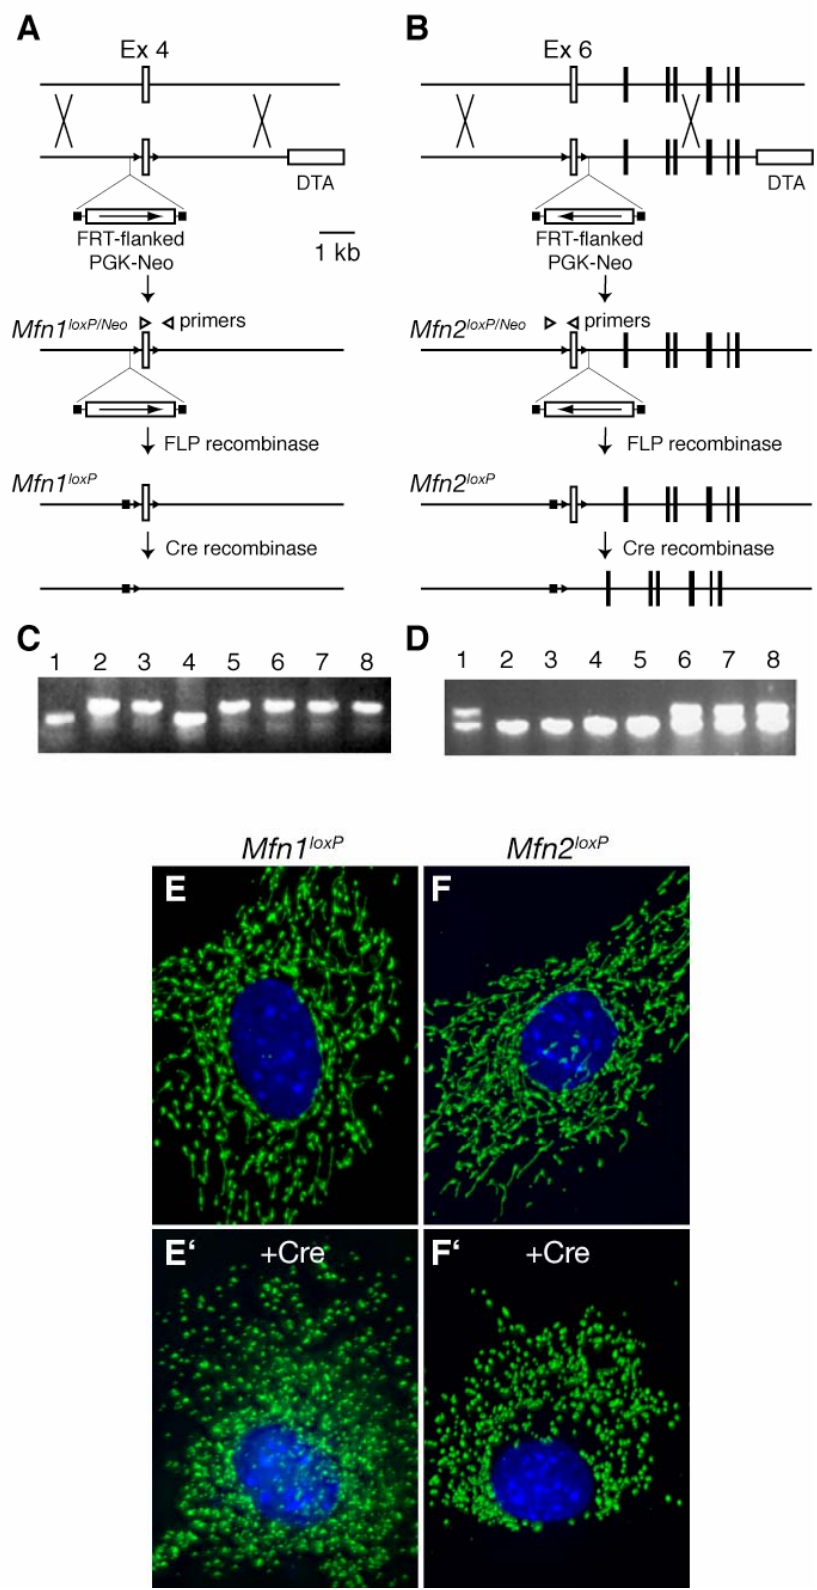 A B
Ex 4 Ex 6
DTA DTA
FRT-flanked FRT-flanked
PGK-Neo 1 kb PGK-Neo
Mfn1loxP/Neo primers Mfn2loxP/Neo primers
FLP recombinase FLP recombinase
Mfn1loxP Mfn2loxP
Cre recombinase Cre recombinase
C D
1 2 3 4 5 6 7 8 1 2 3 4 5 6 7 8
Mfn1loxP Mfn2loxP
E F
E' +Cre F' +Cre